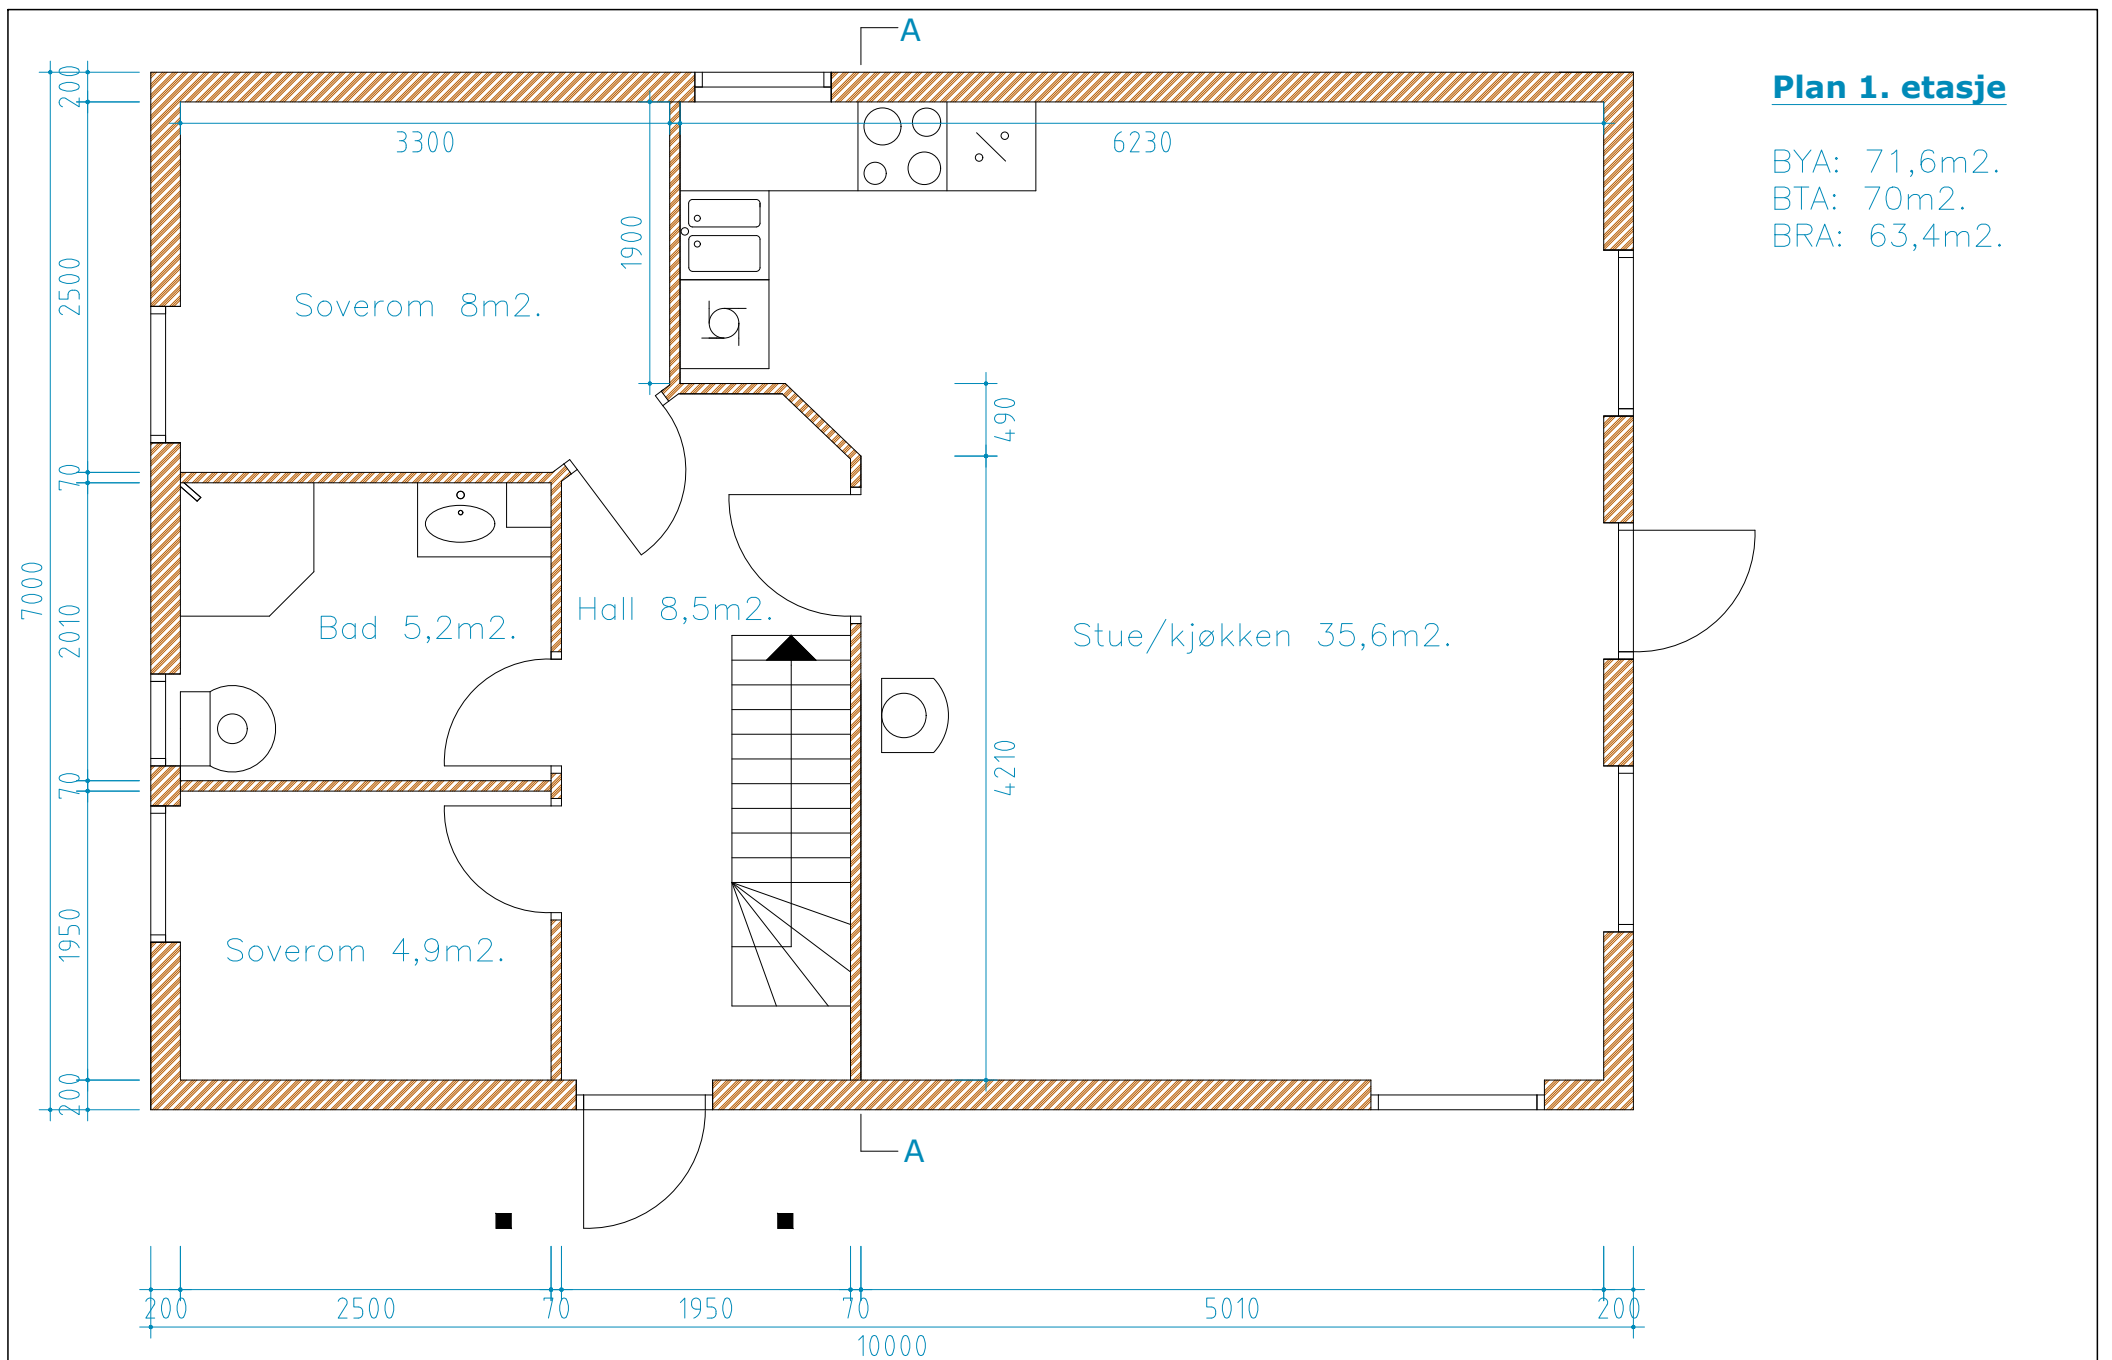 A
Plan 1. etasje
BYA: 71,6m2.
BTA: 70m2.
BRA: 63,4m2.
200
3300
6230
1900
2500
Soverom 8m2.
490
70
7000
2010
Bad 5,2m2.
Hall 8,5m2.
Stue/kjøkken 35,6m2.
4210
70
1950
Soverom 4,9m2.
200
A
200
2500
70
1950
70
5010
200
10000